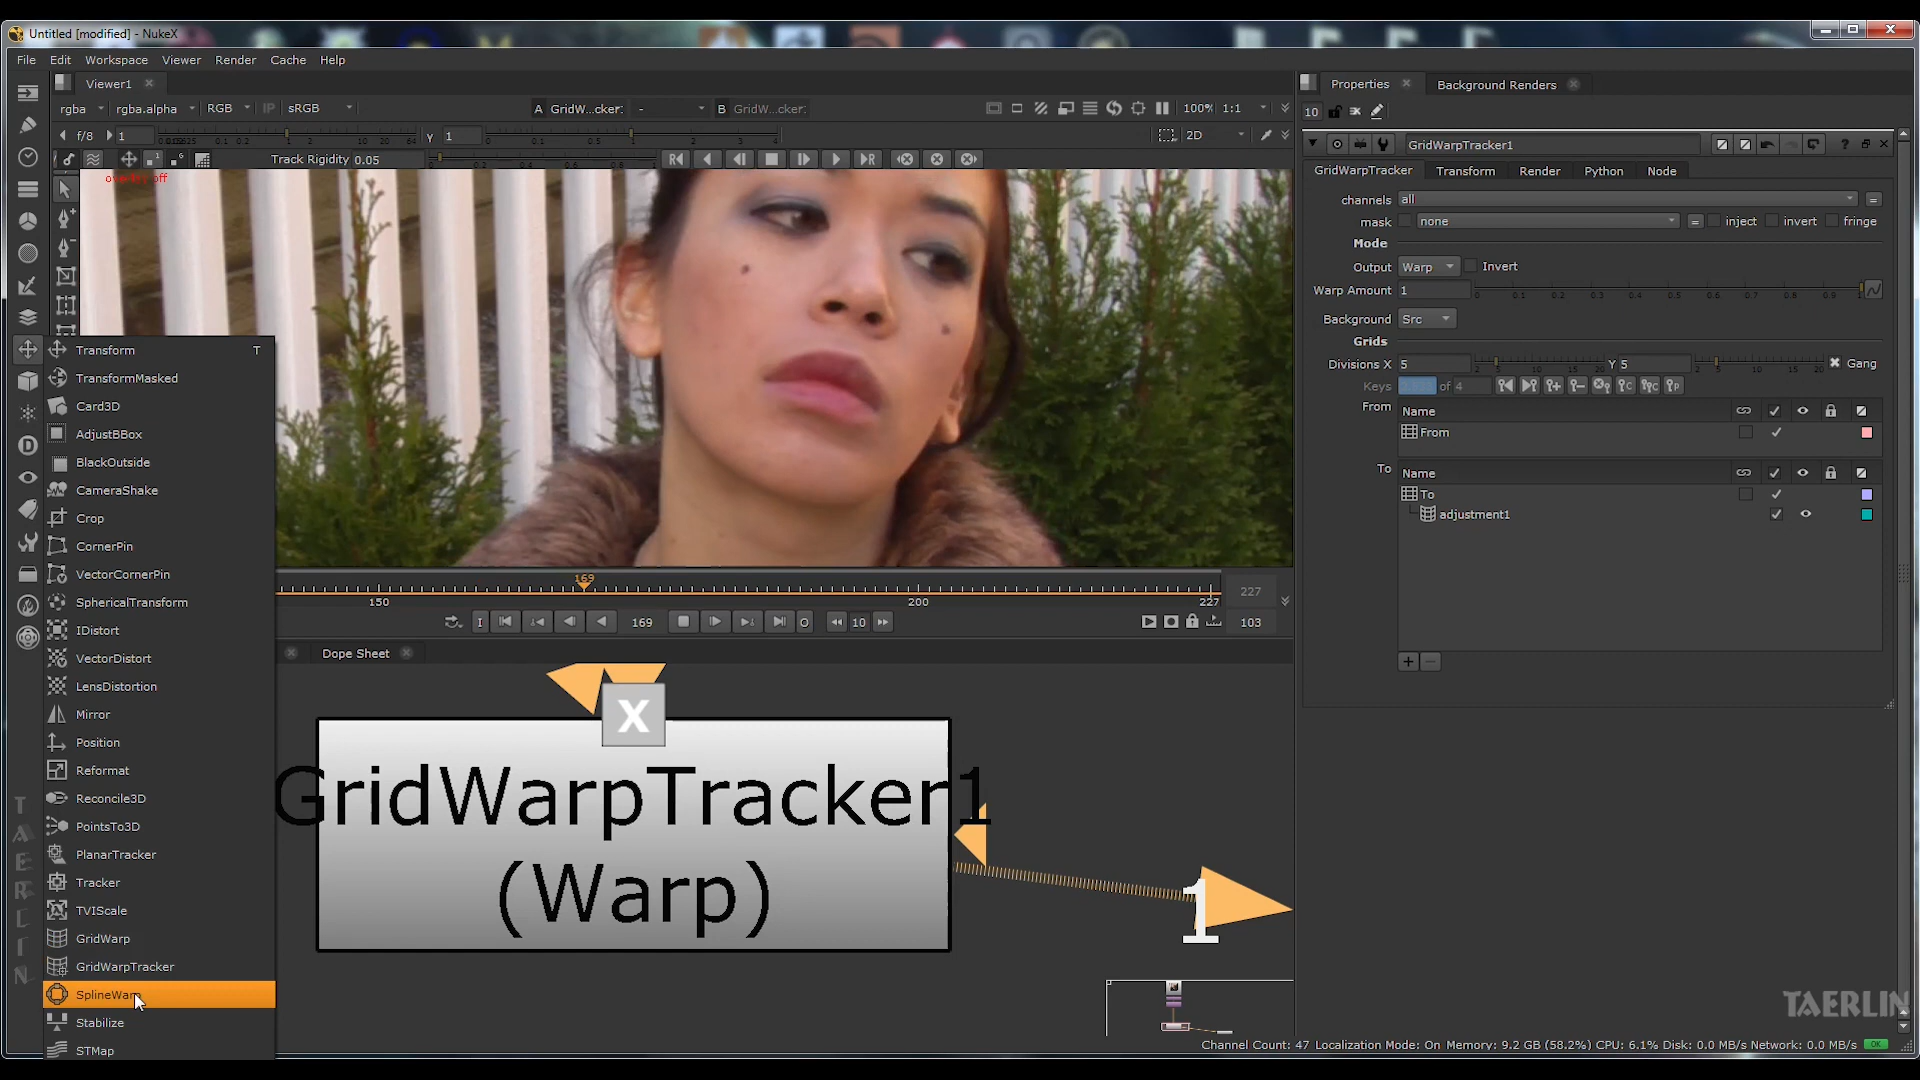 Untitled [modified] - NukeX
File Edit Workspace Viewer Render Cache Help
Viewer1
Properties Background Renders
rgba rgba.alpha RGB IP sRGB A GridW...cker: - B GridW...cker: 100% 1:1
10
f/8 1 γ 1 2D
GridWarpTracker1
Track Rigidity 0.05
overlay off
GridWarpTracker Transform Render Python Node
channels all =
mask none = inject invert fringe
Mode
Output Warp Invert
Warp Amount 1
Background Src
Grids
Divisions X 5 Y 5 Gang
Keys of 4
From Name
From
To Name
To
adjustment1
Transform T
TransformMasked
Card3D
AdjustBBox
BlackOutside
CameraShake
Crop
CornerPin
VectorCornerPin
SphericalTransform
IDistort
VectorDistort
LensDistortion
Mirror
Position
Reformat
Reconcile3D
PointsTo3D
PlanarTracker
Tracker
TVIScale
GridWarp
GridWarpTracker
SplineWarp
Stabilize
STMap
169
150 200 227
227
169 10 103
Dope Sheet
X
GridWarpTracker1
(Warp)
1
TAERLIN
Channel Count: 47 Localization Mode: On Memory: 9.2 GB (58.2%) CPU: 6.1% Disk: 0.0 MB/s Network: 0.0 MB/s OK